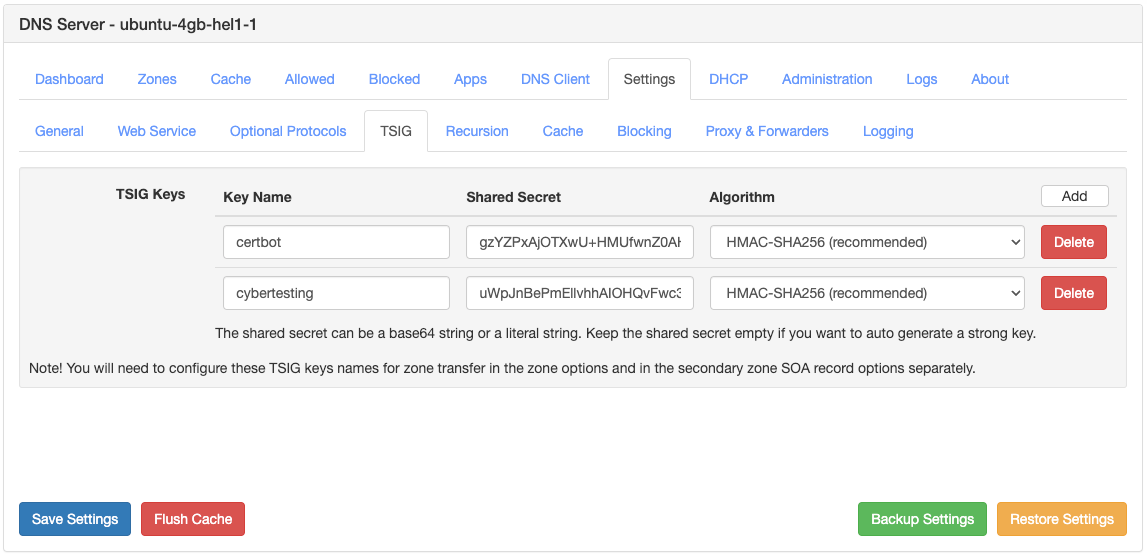 DNS Server - ubuntu-4gb-hel1-1
Dashboard Zones Cache Allowed Blocked Apps DNS Client Settings DHCP Administration Logs About
General Web Service Optional Protocols TSIG Recursion Cache Blocking Proxy & Forwarders Logging
TSIG Keys Key Name Shared Secret Algorithm Add
certbot HMAC-SHA256 (recommended) Delete
cybertesting HMAC-SHA256 (recommended) Delete
The shared secret can be a base64 string or a literal string. Keep the shared secret empty if you want to auto generate a strong key.
Note! You will need to configure these TSIG keys names for zone transfer in the zone options and in the secondary zone SOA record options separately.
Save Settings Flush Cache Backup Settings Restore Settings